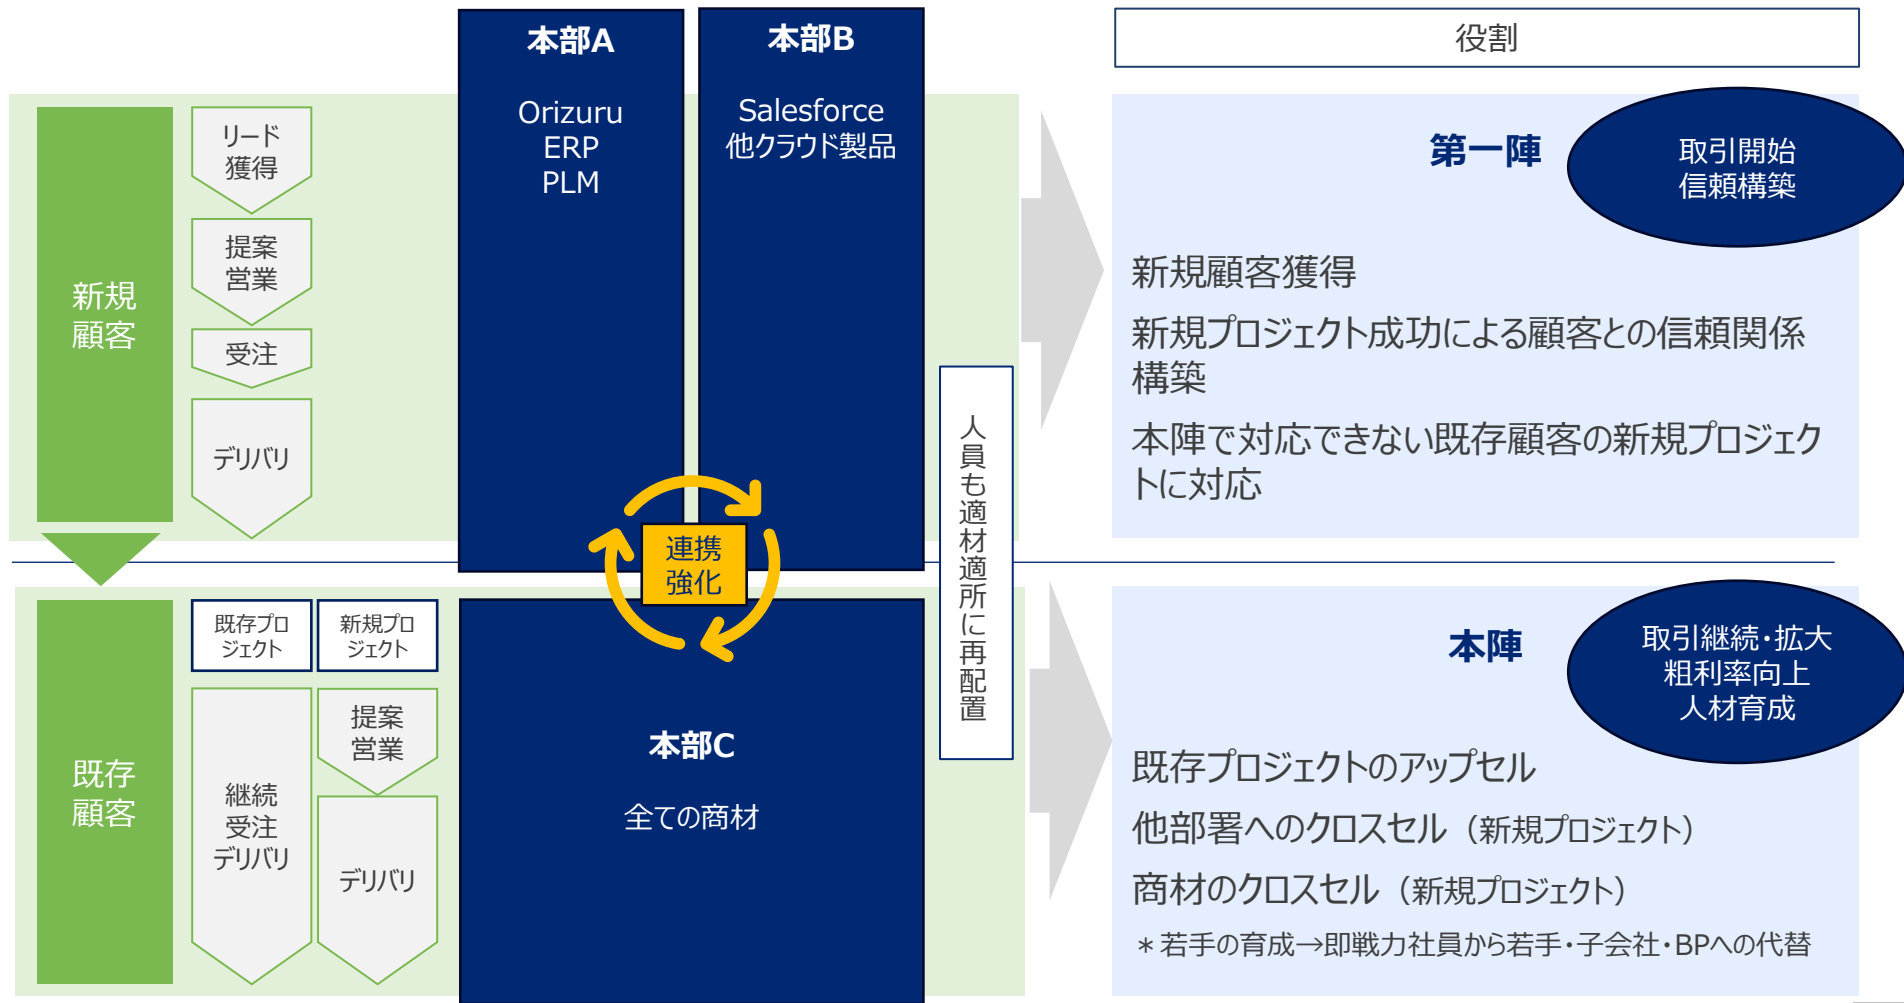 本部A
Orizuru
ERP
PLM
本部B
Salesforce
他クラウド製品
役割
新規
顧客
リード
獲得
提案
営業
受注
デリバリ
第一陣
取引開始
信頼構築
新規顧客獲得
新規プロジェクト成功による顧客との信頼関係
構築
本陣で対応できない既存顧客の新規プロジェク
トに対応
人員も適材適所に再配置
連携
強化
既存
顧客
既存プロ
ジェクト
新規プロ
ジェクト
継続
受注
デリバリ
提案
営業
デリバリ
本部C
全ての商材
本陣
取引継続・拡大
粗利率向上
人材育成
既存プロジェクトのアップセル
他部署へのクロスセル（新規プロジェクト）
商材のクロスセル（新規プロジェクト）
＊若手の育成→即戦力社員から若手・子会社・BPへの代替